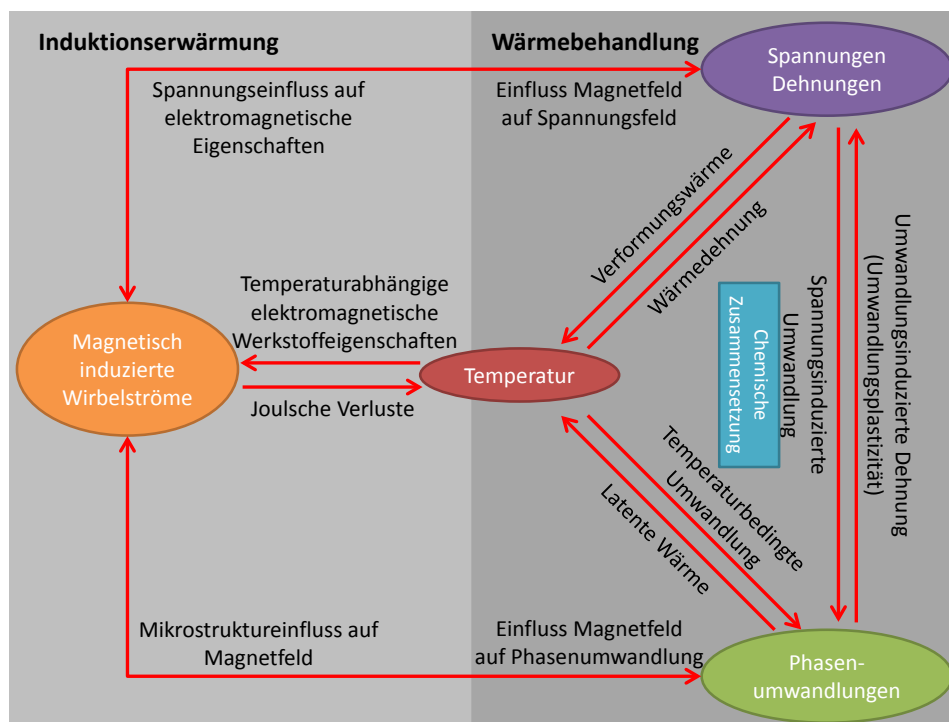 Induktionserwärmung
Wärmebehandlung
Spannungen
Dehnungen
Spannungseinfluss auf
elektromagnetische
Eigenschaften
Einfluss Magnetfeld
auf Spannungsfeld
Verformungswärme
Wärmedehnung
Umwandlungsinduzierte Dehnung
(Umwandlungsplastizität)
Spannungsinduzierte
Umwandlung
Chemische
Zusammensetzung
Temperaturabhängige
elektromagnetische
Werkstoffeigenschaften
Magnetisch
induzierte
Wirbelströme
Temperatur
Joulsche Verluste
Temperaturbedingte
Umwandlung
Latente Wärme
Mikrostruktureinfluss auf
Magnetfeld
Einfluss Magnetfeld
auf Phasenumwandlung
Phasen-
umwandlungen